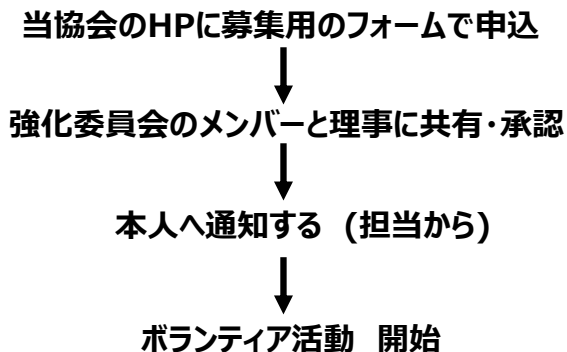 当協会のHPに募集用のフォームで申込
強化委員会のメンバーと理事に共有・承認
本人へ通知する (担当から)
ボランティア活動 開始